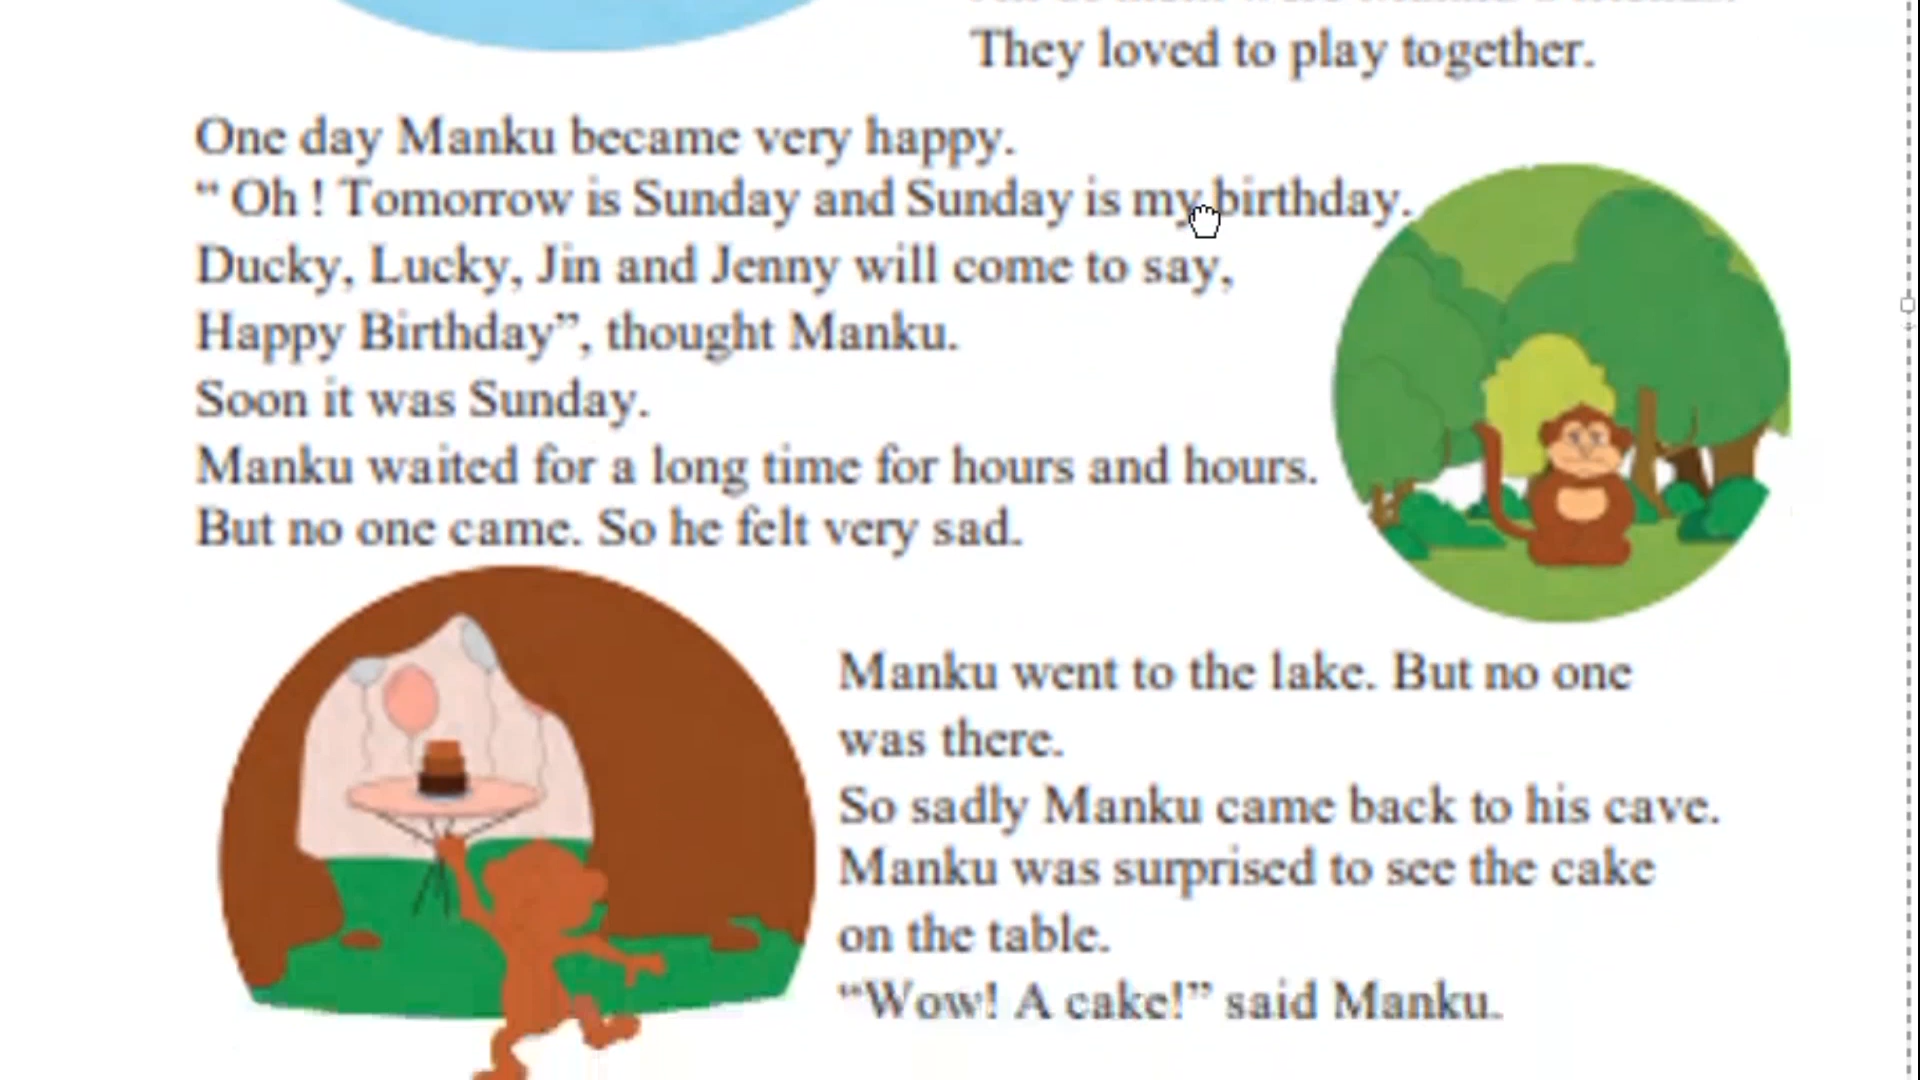 They loved to play together.
One day Manku became very happy.
“ Oh ! Tomorrow is Sunday and Sunday is my birthday.
Ducky, Lucky, Jin and Jenny will come to say,
Happy Birthday”, thought Manku.
Soon it was Sunday.
Manku waited for a long time for hours and hours.
But no one came. So he felt very sad.
Manku went to the lake. But no one
was there.
So sadly Manku came back to his cave.
Manku was surprised to see the cake
on the table.
“Wow! A cake!” said Manku.